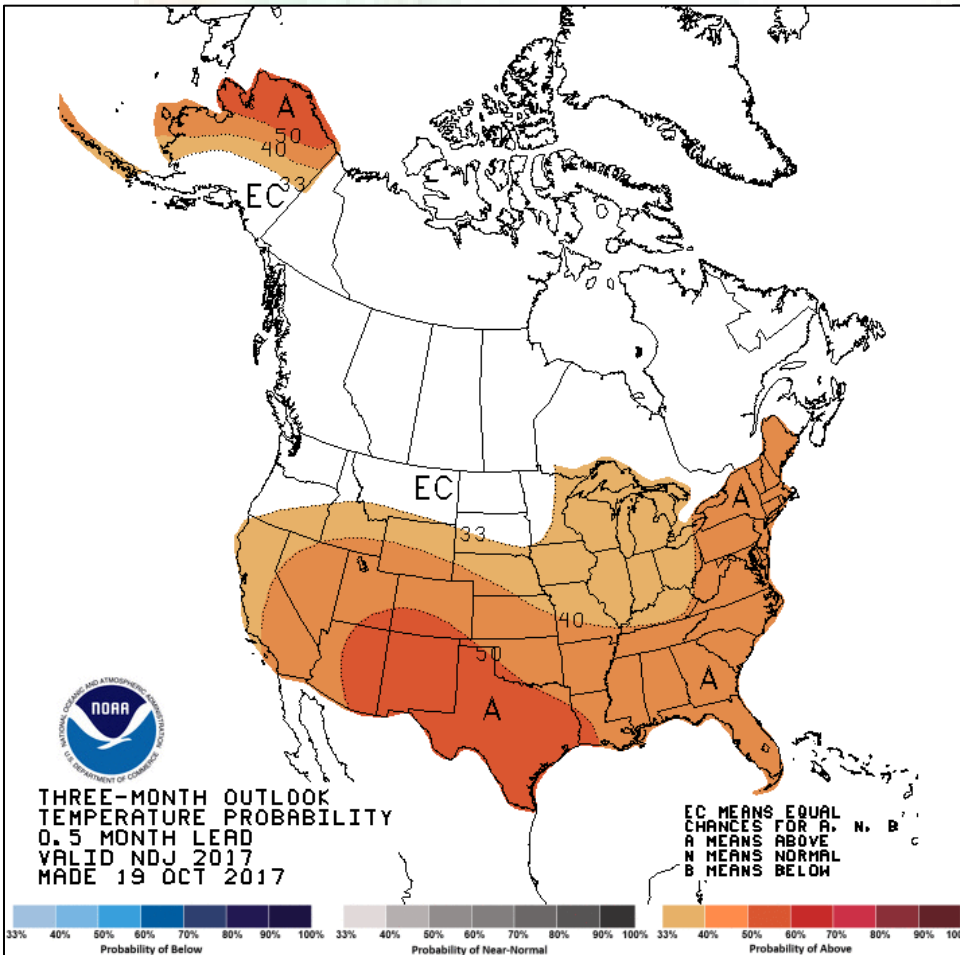 A
50
40
EC
33
EC
33
A
40
50
A
A
NATIONAL OCEANIC AND ATMOSPHERIC ADMINISTRATION
NOAA
U.S. DEPARTMENT OF COMMERCE
THREE-MONTH OUTLOOK
TEMPERATURE PROBABILITY
0.5 MONTH LEAD
VALID NDJ 2017
MADE 19 OCT 2017
EC MEANS EQUAL
CHANCES FOR A, N, B
A MEANS ABOVE
N MEANS NORMAL
B MEANS BELOW
33% 40% 50% 60% 70% 80% 90% 100%
Probability of Below
33% 40% 50% 60% 70% 80% 90% 100%
Probability of Near-Normal
33% 40% 50% 60% 70% 80% 90% 100
Probability of Above